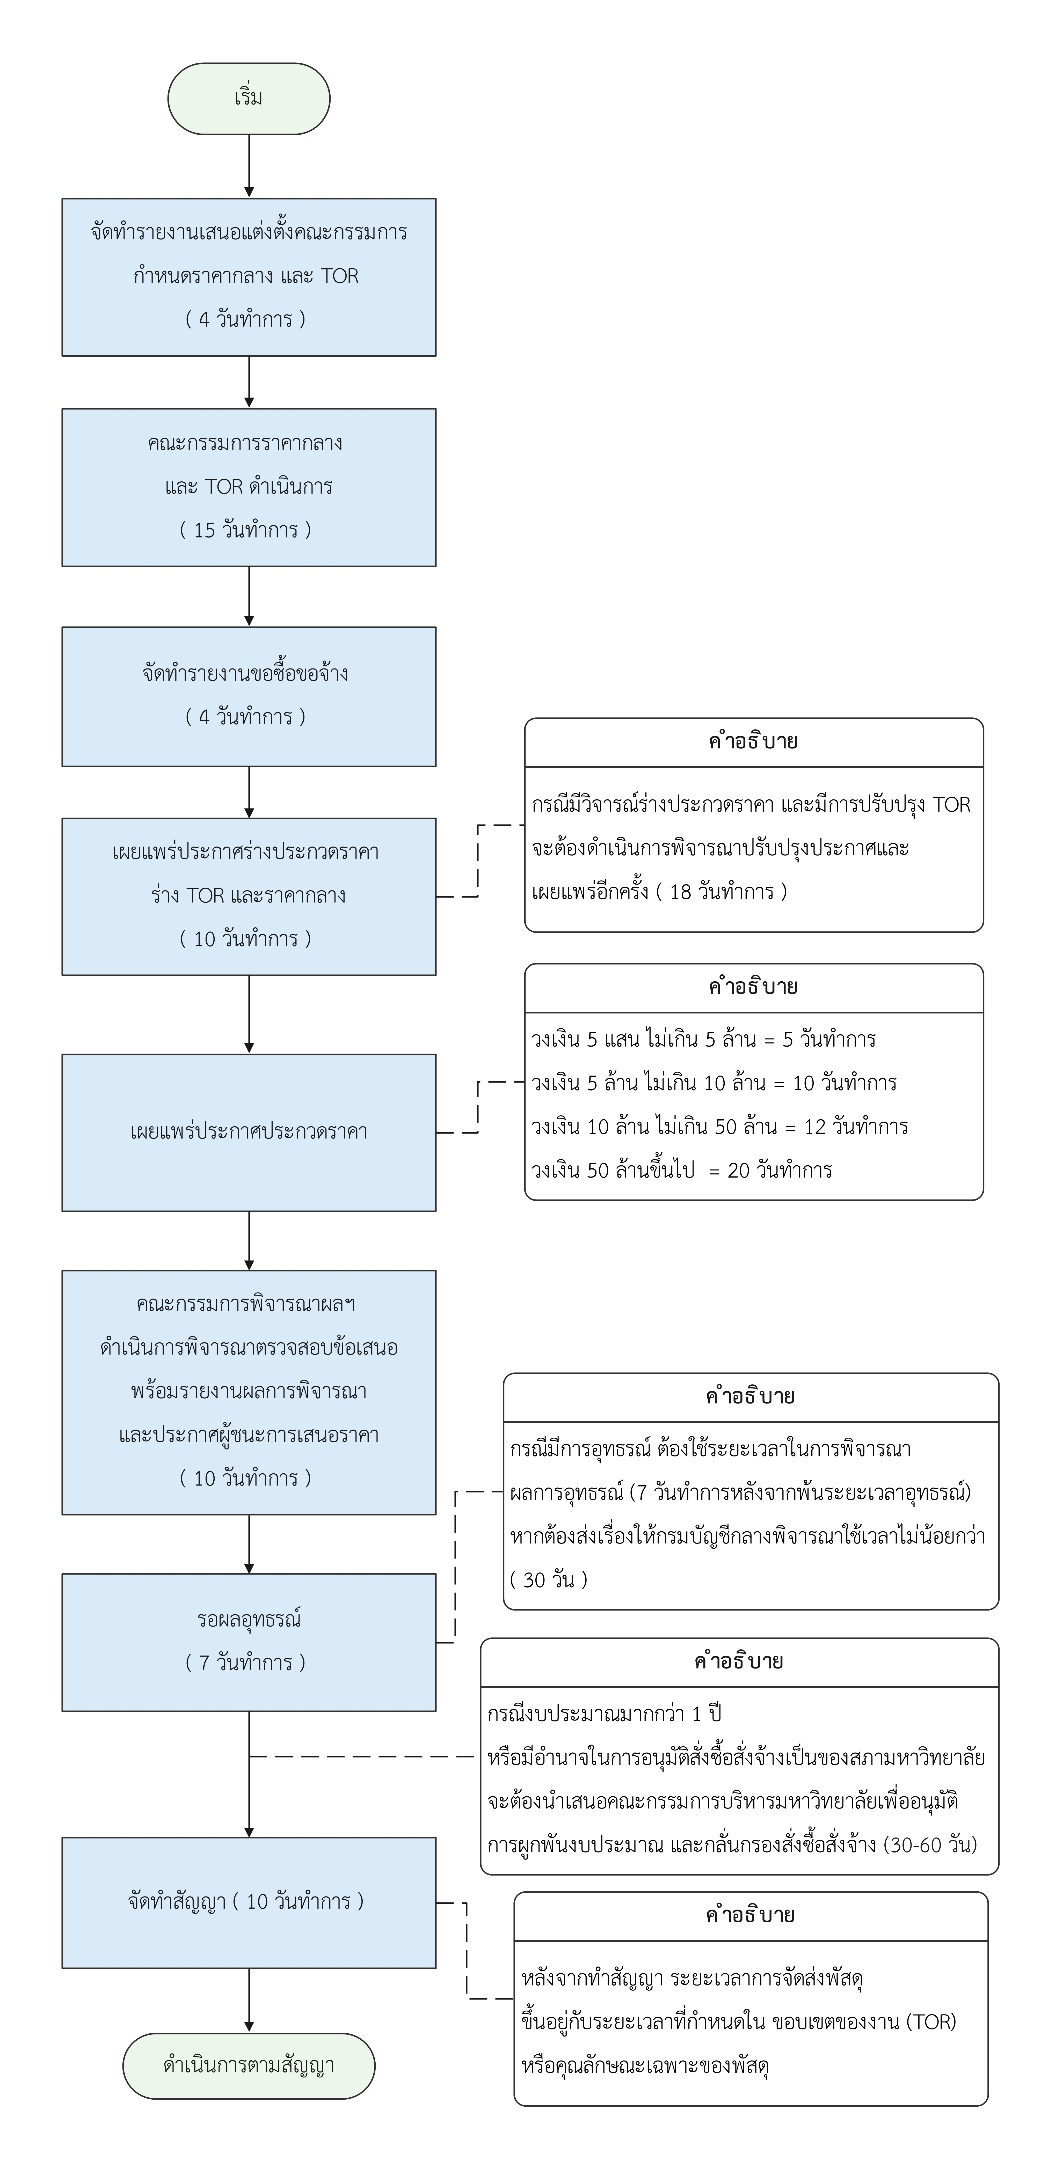 เริ่ม
จัดทำรายงานเสนอแต่งตั้งคณะกรรมการ
กำหนดราคากลาง และ TOR
( 4 วันทำการ )
คณะกรรมการราคากลาง
และ TOR ดำเนินการ
( 15 วันทำการ )
จัดทำรายงานขอซื้อขอจ้าง
( 4 วันทำการ )
เผยแพร่ประกาศร่างประกวดราคา
ร่าง TOR และราคากลาง
( 10 วันทำการ )
คำอธิบาย
กรณีมีวิจารณ์ร่างประกวดราคา และมีการปรับปรุง TOR
จะต้องดำเนินการพิจารณาปรับปรุงประกาศและ
เผยแพร่อีกครั้ง ( 18 วันทำการ )
เผยแพร่ประกาศประกวดราคา
คำอธิบาย
วงเงิน 5 แสน ไม่เกิน 5 ล้าน = 5 วันทำการ
วงเงิน 5 ล้าน ไม่เกิน 10 ล้าน = 10 วันทำการ
วงเงิน 10 ล้าน ไม่เกิน 50 ล้าน = 12 วันทำการ
วงเงิน 50 ล้านขึ้นไป = 20 วันทำการ
คณะกรรมการพิจารณาผลฯ
ดำเนินการพิจารณาตรวจสอบข้อเสนอ
พร้อมรายงานผลการพิจารณา
และประกาศผู้ชนะการเสนอราคา
( 10 วันทำการ )
รอผลอุทธรณ์
( 7 วันทำการ )
คำอธิบาย
กรณีมีการอุทธรณ์ ต้องใช้ระยะเวลาในการพิจารณา
ผลการอุทธรณ์ (7 วันทำการหลังจากพ้นระยะเวลาอุทธรณ์)
หากต้องส่งเรื่องให้กรมบัญชีกลางพิจารณาใช้เวลาไม่น้อยกว่า
( 30 วัน )
คำอธิบาย
กรณีงบประมาณมากกว่า 1 ปี
หรือมีอำนาจในการอนุมัติสั่งซื้อสั่งจ้างเป็นของสภามหาวิทยาลัย
จะต้องนำเสนอคณะกรรมการบริหารมหาวิทยาลัยเพื่ออนุมัติ
การผูกพันงบประมาณ และกลั่นกรองสั่งซื้อสั่งจ้าง (30-60 วัน)
จัดทำสัญญา ( 10 วันทำการ )
คำอธิบาย
หลังจากทำสัญญา ระยะเวลาการจัดส่งพัสดุ
ขึ้นอยู่กับระยะเวลาที่กำหนดใน ขอบเขตของงาน (TOR)
หรือคุณลักษณะเฉพาะของพัสดุ
ดำเนินการตามสัญญา